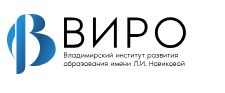 ВИРО
Владимирский институт развития
образования имени Л.И. Новиковой